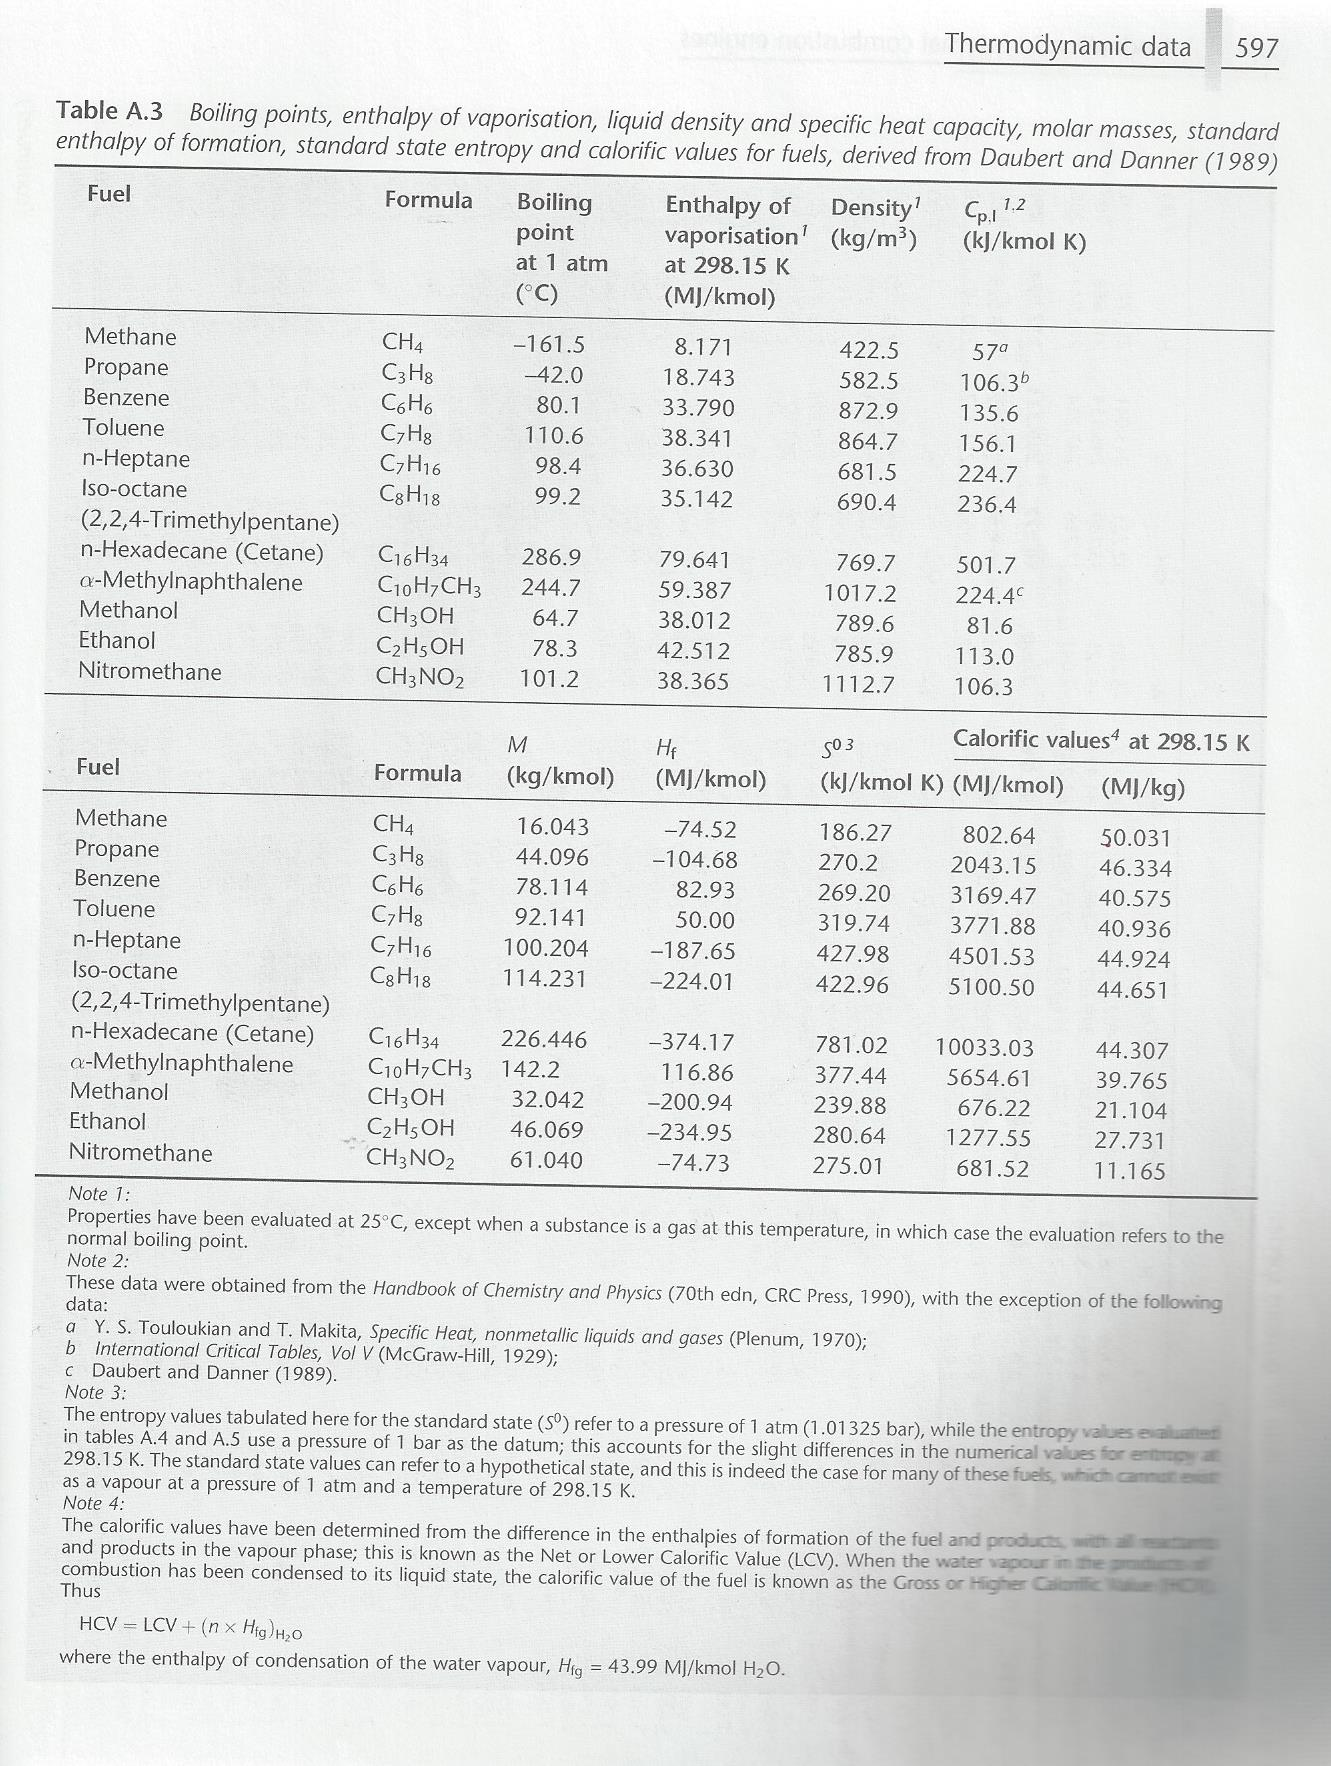 Thermodynamic data 597
Table A.3 Boiling points, enthalpy of vaporisation, liquid density and specific heat capacity, molar masses, standard
enthalpy of formation, standard state entropy and calorific values for fuels, derived from Daubert and Danner (1989)
Fuel Formula Boiling point at 1 atm (°C) Enthalpy of vaporisation¹ at 298.15 K (MJ/kmol) Density¹ (kg/m³) Cp,l ¹·² (kJ/kmol K)
Methane CH₄ –161.5 8.171 422.5 57ᵃ
Propane C₃H₈ –42.0 18.743 582.5 106.3ᵇ
Benzene C₆H₆ 80.1 33.790 872.9 135.6
Toluene C₇H₈ 110.6 38.341 864.7 156.1
n-Heptane C₇H₁₆ 98.4 36.630 681.5 224.7
Iso-octane C₈H₁₈ 99.2 35.142 690.4 236.4
(2,2,4-Trimethylpentane)
n-Hexadecane (Cetane) C₁₆H₃₄ 286.9 79.641 769.7 501.7
α-Methylnaphthalene C₁₀H₇CH₃ 244.7 59.387 1017.2 224.4ᶜ
Methanol CH₃OH 64.7 38.012 789.6 81.6
Ethanol C₂H₅OH 78.3 42.512 785.9 113.0
Nitromethane CH₃NO₂ 101.2 38.365 1112.7 106.3
Fuel Formula M (kg/kmol) Hf (MJ/kmol) S⁰ ³ (kJ/kmol K) Calorific values⁴ at 298.15 K (MJ/kmol) (MJ/kg)
Methane CH₄ 16.043 –74.52 186.27 802.64 50.031
Propane C₃H₈ 44.096 –104.68 270.2 2043.15 46.334
Benzene C₆H₆ 78.114 82.93 269.20 3169.47 40.575
Toluene C₇H₈ 92.141 50.00 319.74 3771.88 40.936
n-Heptane C₇H₁₆ 100.204 –187.65 427.98 4501.53 44.924
Iso-octane C₈H₁₈ 114.231 –224.01 422.96 5100.50 44.651
(2,2,4-Trimethylpentane)
n-Hexadecane (Cetane) C₁₆H₃₄ 226.446 –374.17 781.02 10033.03 44.307
α-Methylnaphthalene C₁₀H₇CH₃ 142.2 116.86 377.44 5654.61 39.765
Methanol CH₃OH 32.042 –200.94 239.88 676.22 21.104
Ethanol C₂H₅OH 46.069 –234.95 280.64 1277.55 27.731
Nitromethane CH₃NO₂ 61.040 –74.73 275.01 681.52 11.165
Note 1:
Properties have been evaluated at 25°C, except when a substance is a gas at this temperature, in which case the evaluation refers to the
normal boiling point.
Note 2:
These data were obtained from the Handbook of Chemistry and Physics (70th edn, CRC Press, 1990), with the exception of the following
data:
a Y. S. Touloukian and T. Makita, Specific Heat, nonmetallic liquids and gases (Plenum, 1970);
b International Critical Tables, Vol V (McGraw-Hill, 1929);
c Daubert and Danner (1989).
Note 3:
The entropy values tabulated here for the standard state (S⁰) refer to a pressure of 1 atm (1.01325 bar), while the entropy values evaluated
in tables A.4 and A.5 use a pressure of 1 bar as the datum; this accounts for the slight differences in the numerical values for entropy at
298.15 K. The standard state values can refer to a hypothetical state, and this is indeed the case for many of these fuels, which cannot exist
as a vapour at a pressure of 1 atm and a temperature of 298.15 K.
Note 4:
The calorific values have been determined from the difference in the enthalpies of formation of the fuel and products, with all reactants
and products in the vapour phase; this is known as the Net or Lower Calorific Value (LCV). When the water vapour in the products of
combustion has been condensed to its liquid state, the calorific value of the fuel is known as the Gross or Higher Calorific Value (HCV).
Thus
HCV = LCV + (n × Hfg)H₂O
where the enthalpy of condensation of the water vapour, Hfg = 43.99 MJ/kmol H₂O.